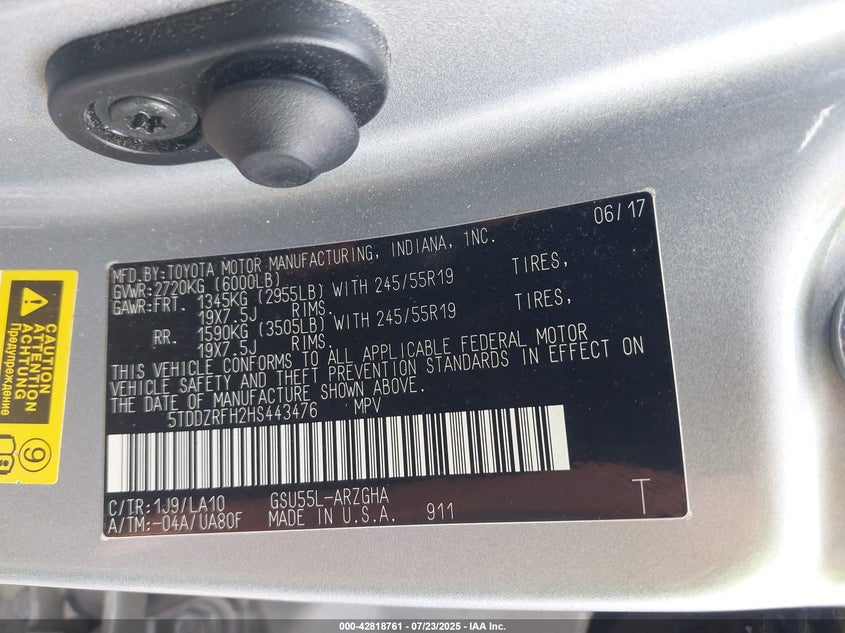 06/17
MFD.BY:TOYOTA MOTOR MANUFACTURING, INDIANA, INC.
GVWR:2720KG (6000LB)
GAWR:FRT. 1345KG (2955LB) WITH 245/55R19 TIRES,
19X7.5J RIMS.
RR. 1590KG (3505LB) WITH 245/55R19 TIRES,
19X7.5J RIMS.
THIS VEHICLE CONFORMS TO ALL APPLICABLE FEDERAL MOTOR
VEHICLE SAFETY AND THEFT PREVENTION STANDARDS IN EFFECT ON
THE DATE OF MANUFACTURE SHOWN ABOVE.
5TDDZRFH2HS443476 MPV
C/TR:1J9/LA10 GSU55L-ARZGHA
A/TM:-04A/UA80F MADE IN U.S.A. 911
T
CAUTION
ATTENTION
ACHTUNG
Предупреждение
9
000-42818761 - 07/23/2025 - IAA Inc.